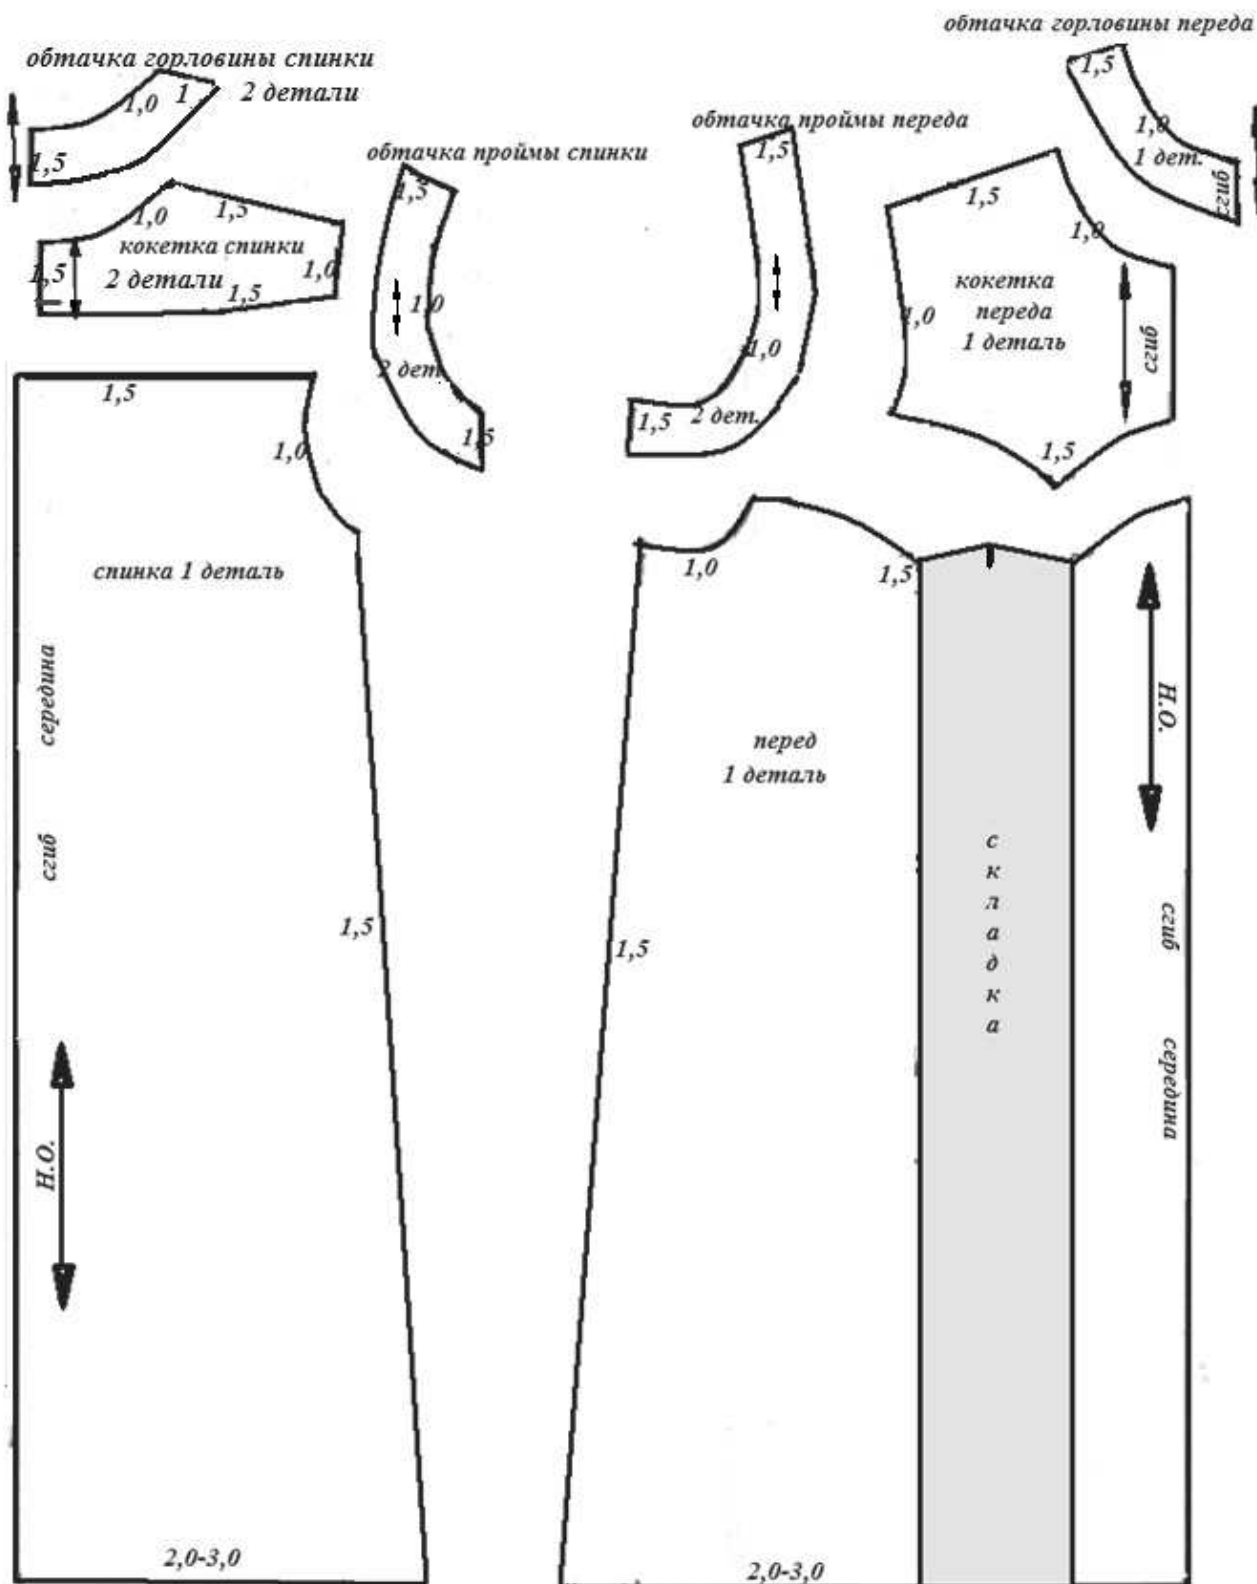 обтачка горловины переда
1,5
1,0
1 дет.
сгиб
обтачка горловины спинки
1,0
1
2 детали
1,5
обтачка проймы спинки
1,5
1,0
2 дет.
1,5
обтачка проймы переда
1,5
1,0
1,5
2 дет.
1,0
1,5
1,5
кокетка спинки
1,0
2 детали
1,5
1,5
1,0
кокетка
переда
1,0
1 деталь
сгиб
1,5
1,5
1,0
спинка 1 деталь
середина
сгиб
1,5
Н.О.
2,0-3,0
1,0
1,5
перед
1 деталь
1,5
с
к
л
а
д
к
а
Н.О.
сгиб
середина
2,0-3,0